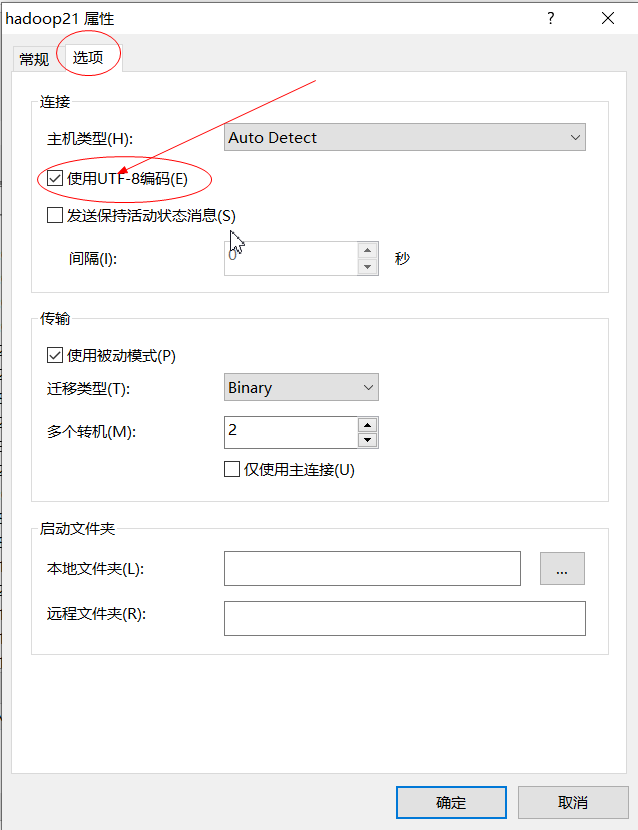 hadoop21 属性
常规 选项
连接
主机类型(H): Auto Detect
使用UTF-8编码(E)
发送保持活动状态消息(S)
间隔(I): 0 秒
传输
使用被动模式(P)
迁移类型(T): Binary
多个转机(M): 2
仅使用主连接(U)
启动文件夹
本地文件夹(L): ...
远程文件夹(R):
确定 取消